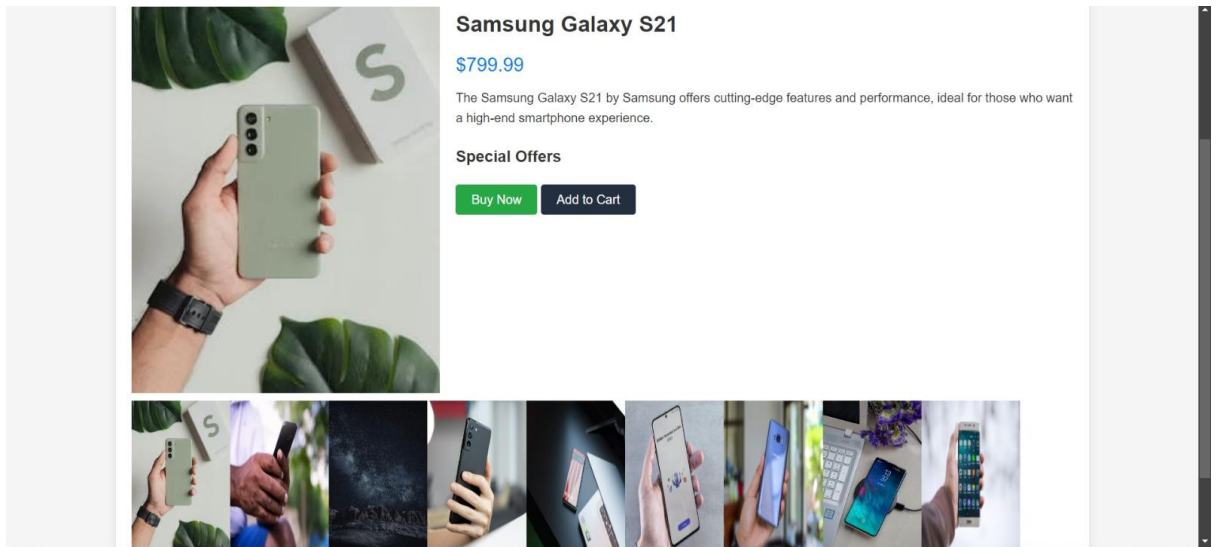 S
Samsung Galaxy S21
$799.99
The Samsung Galaxy S21 by Samsung offers cutting-edge features and performance, ideal for those who want
a high-end smartphone experience.
Special Offers
Buy Now Add to Cart
S